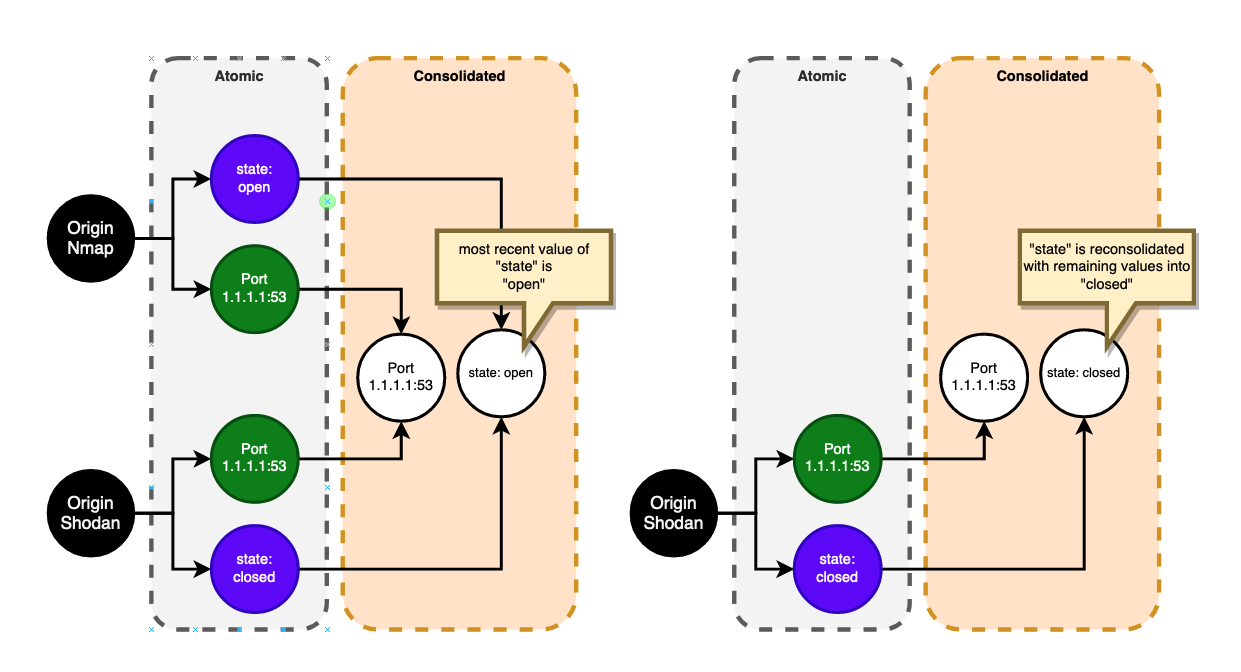 Atomic
Consolidated
state:
open
Origin
Nmap
Port
1.1.1.1:53
most recent value of
"state" is
"open"
Port
1.1.1.1:53
state: open
Port
1.1.1.1:53
Origin
Shodan
state:
closed
Atomic
Consolidated
"state" is reconsolidated
with remaining values into
"closed"
Port
1.1.1.1:53
state: closed
Port
1.1.1.1:53
Origin
Shodan
state:
closed